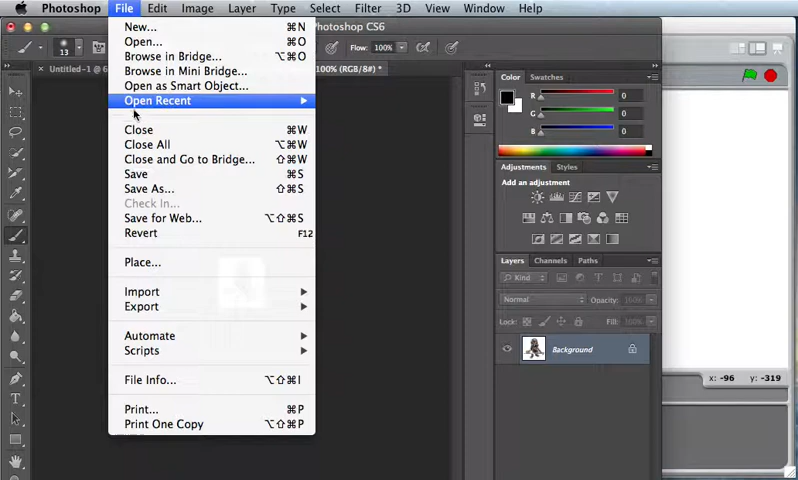 Photoshop File Edit Image Layer Type Select Filter 3D View Window Help
Photoshop CS6
13 Flow: 100%
Untitled-1 @ 6 100% (RGB/8#) *
New... ⌘N
Open... ⌘O
Browse in Bridge... ⌥⌘O
Browse in Mini Bridge...
Open as Smart Object...
Open Recent
Close ⌘W
Close All ⌥⌘W
Close and Go to Bridge... ⇧⌘W
Save ⌘S
Save As... ⇧⌘S
Check In...
Save for Web... ⌥⇧⌘S
Revert F12
Place...
Import
Export
Automate
Scripts
File Info... ⌥⇧⌘I
Print... ⌘P
Print One Copy ⌥⇧⌘P
Color Swatches
R 0
G 0
B 0
Adjustments Styles
Add an adjustment
Layers Channels Paths
Kind
Normal Opacity: 100%
Lock: Fill: 100%
Background
x: -96 y: -319